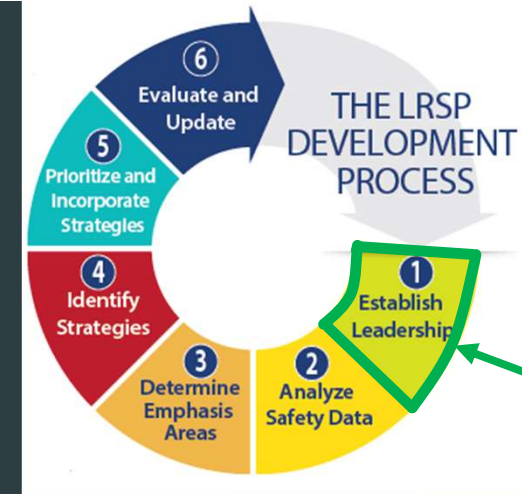 THE LRSP
DEVELOPMENT
PROCESS
1
Establish
Leadership
2
Analyze
Safety Data
3
Determine
Emphasis
Areas
4
Identify
Strategies
5
Prioritize and
Incorporate
Strategies
6
Evaluate and
Update